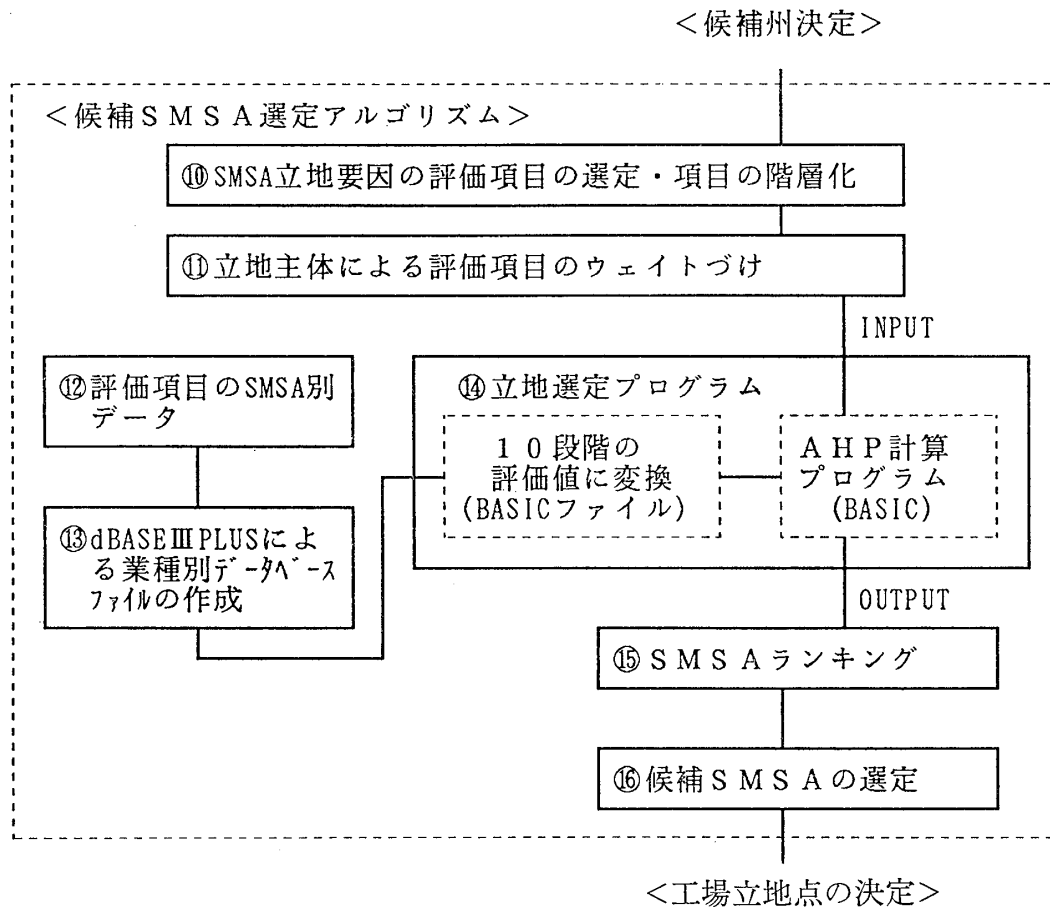 ＜候補州決定＞
＜候補ＳＭＳＡ選定アルゴリズム＞
⑩SMSA立地要因の評価項目の選定・項目の階層化
⑪立地主体による評価項目のウェイトづけ
INPUT
⑫評価項目のSMSA別
データ
⑬dBASEⅢPLUSによ
る業種別ﾃﾞｰﾀﾍﾞｰｽ
ﾌｧｲﾙの作成
⑭立地選定プログラム
１０段階の
評価値に変換
(BASICファイル)
ＡＨＰ計算
プログラム
(BASIC)
OUTPUT
⑮ＳＭＳＡランキング
⑯候補ＳＭＳＡの選定
＜工場立地点の決定＞